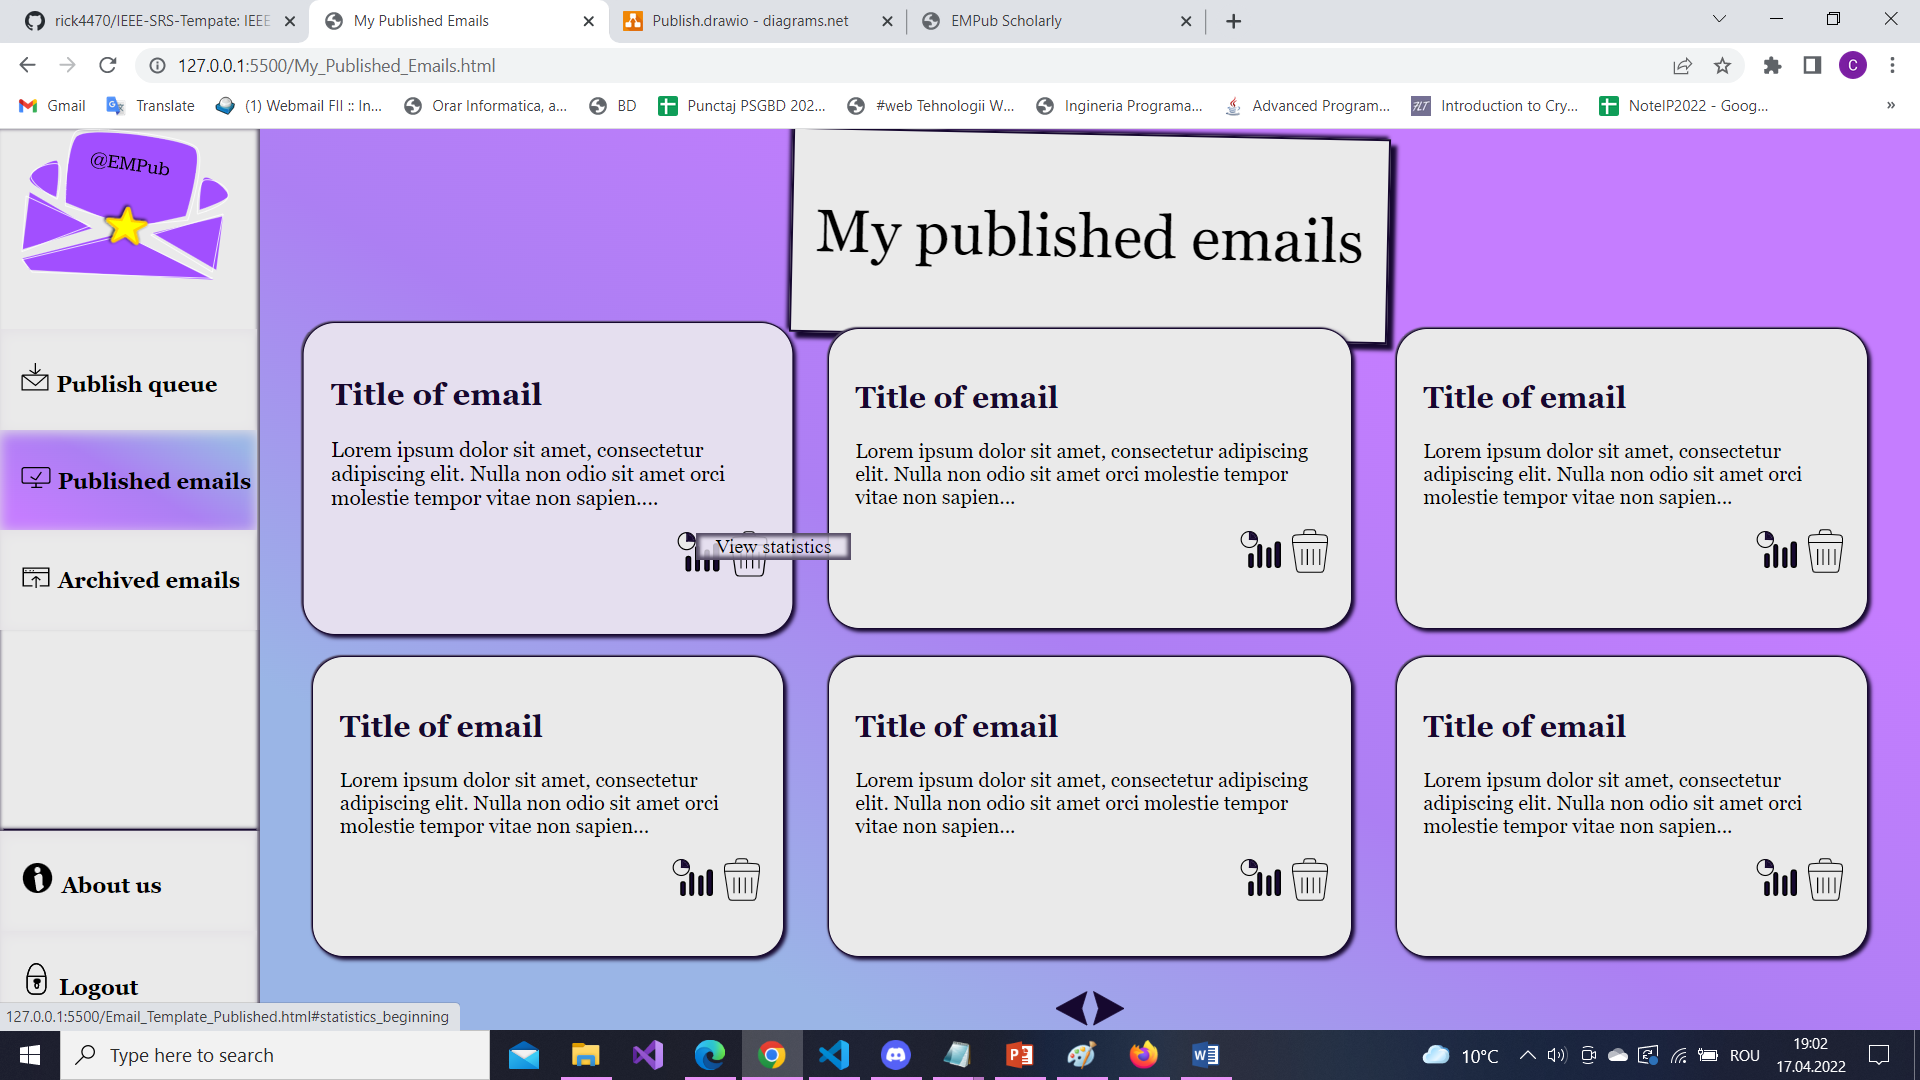 rick4470/IEEE-SRS-Tempate: IEEE
My Published Emails
Publish.drawio - diagrams.net
EMPub Scholarly
127.0.0.1:5500/My_Published_Emails.html
C
Gmail
Translate
(1) Webmail FII :: In...
Orar Informatica, a...
BD
Punctaj PSGBD 202...
#web Tehnologii W...
Ingineria Programa...
Advanced Program...
HLT
Introduction to Cry...
NoteIP2022 - Goog...
»
@EMPub
Publish queue
Published emails
Archived emails
About us
Logout
My published emails
Title of email
Lorem ipsum dolor sit amet, consectetur
adipiscing elit. Nulla non odio sit amet orci
molestie tempor vitae non sapien....
View statistics
Title of email
Lorem ipsum dolor sit amet, consectetur adipiscing
elit. Nulla non odio sit amet orci molestie tempor
vitae non sapien...
Title of email
Lorem ipsum dolor sit amet, consectetur
adipiscing elit. Nulla non odio sit amet orci
molestie tempor vitae non sapien...
Title of email
Lorem ipsum dolor sit amet, consectetur
adipiscing elit. Nulla non odio sit amet orci
molestie tempor vitae non sapien...
Title of email
Lorem ipsum dolor sit amet, consectetur adipiscing
elit. Nulla non odio sit amet orci molestie tempor
vitae non sapien...
Title of email
Lorem ipsum dolor sit amet, consectetur
adipiscing elit. Nulla non odio sit amet orci
molestie tempor vitae non sapien...
127.0.0.1:5500/Email_Template_Published.html#statistics_beginning
Type here to search
10°C
ROU
19:02
17.04.2022